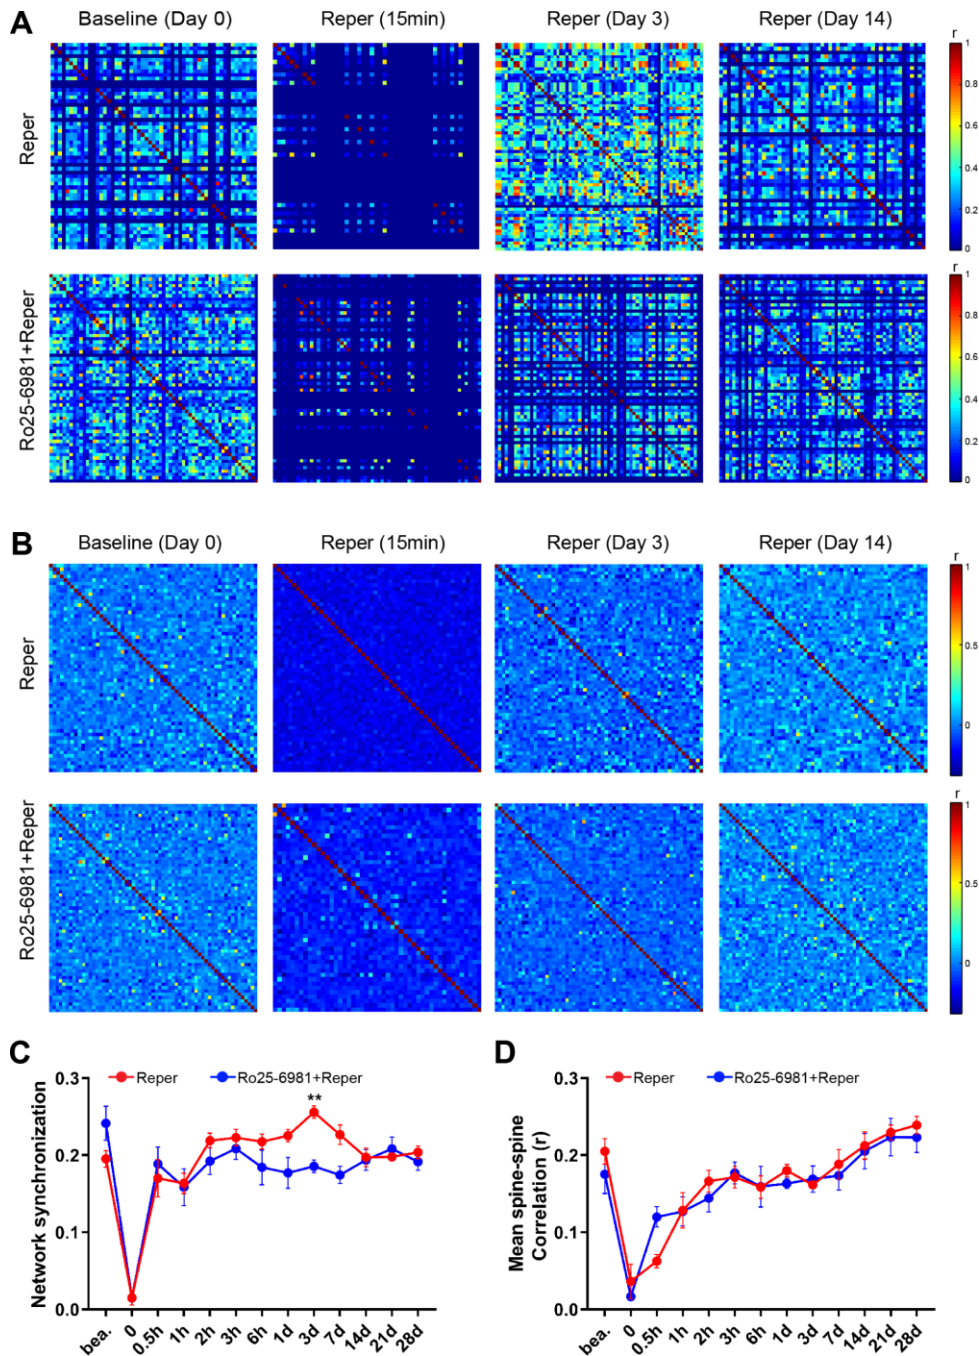 A
Baseline (Day 0)
Reper (15min)
Reper (Day 3)
Reper (Day 14)
r
Reper
1
0.8
0.6
0.4
0.2
0
r
Ro25-6981+Reper
1
0.8
0.6
0.4
0.2
0
B
Baseline (Day 0)
Reper (15min)
Reper (Day 3)
Reper (Day 14)
r
Reper
1
0.5
0
r
Ro25-6981+Reper
1
0.5
0
C
Reper
Ro25-6981+Reper
**
Network synchronization
0.3
0.2
0.1
0.0
bea.
0
0.5h
1h
2h
3h
6h
1d
3d
7d
14d
21d
28d
D
Reper
Ro25-6981+Reper
Mean spine-spine
Correlation (r)
0.3
0.2
0.1
0.0
bea.
0
0.5h
1h
2h
3h
6h
1d
3d
7d
14d
21d
28d